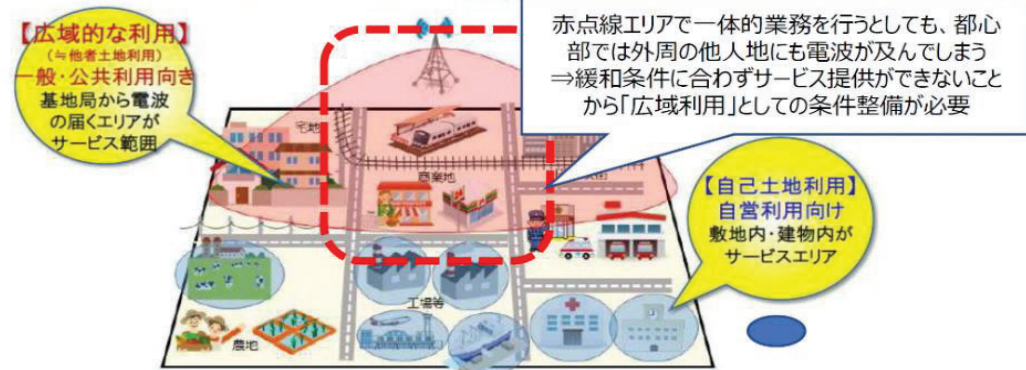 【広域的な利用】
(≒他者土地利用)
一般・公共利用向き
基地局から電波
の届くエリアが
サービス範囲
赤点線エリアで一体的業務を行うとしても、都心
部では外周の他人地にも電波が及んでしまう
⇒緩和条件に合わずサービス提供ができないこと
から「広域利用」としての条件整備が必要
宅地
商業地
【自己土地利用】
自営利用向け
敷地内・建物内が
サービスエリア
工場等
農地